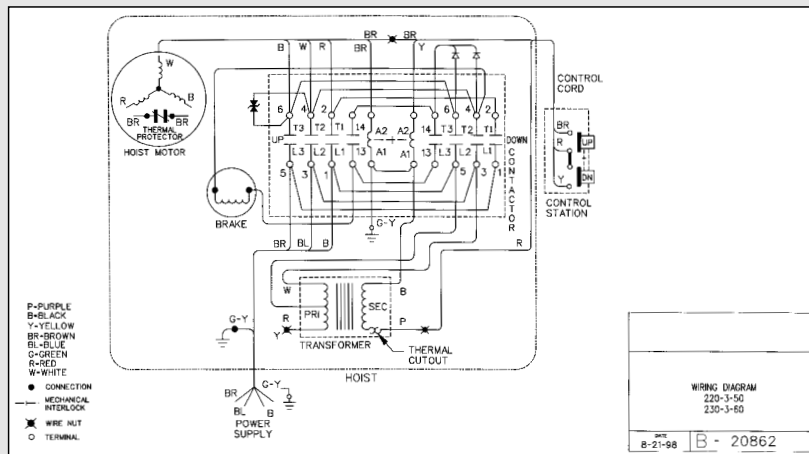 BR BR
B W R BR Y
W
R B
BR BR
THERMAL
PROTECTOR
HOIST MOTOR
6 4 2 6 4 2
T3 T2 T1 14 A2 A2 14 T3 T2 T1
UP DOWN
L3 L2 L1 13 A1 A1 13 L3 L2 L1
5 3 1 5 3 1
CONTACTOR
CONTROL
CORD
BR
R
Y
UP
DN
CONTROL
STATION
BRAKE
G-Y
BR BL B
R
W B
PRI SEC
R P
Y
TRANSFORMER
THERMAL
CUTOUT
HOIST
G-Y
BR G-Y
BL B
POWER
SUPPLY
P-PURPLE
B-BLACK
Y-YELLOW
BR-BROWN
BL-BLUE
G-GREEN
R-RED
W-WHITE
CONNECTION
MECHANICAL
INTERLOCK
WIRE NUT
TERMINAL
WIRING DIAGRAM
220-3-50
230-3-60
DATE
8-21-98
B - 20862